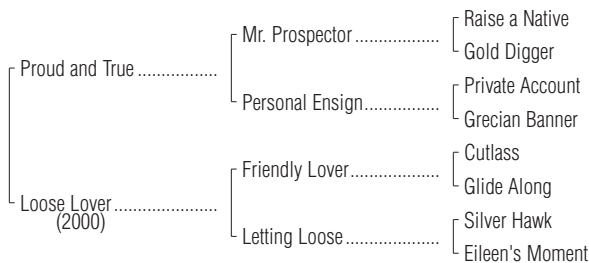 Raise a Native
Mr. Prospector ..................
Gold Digger
Proud and True .................
Private Account
Personal Ensign ................
Grecian Banner
Cutlass
Friendly Lover ...................
Glide Along
Loose Lover ......................
(2000)
Silver Hawk
Letting Loose ....................
Eileen's Moment